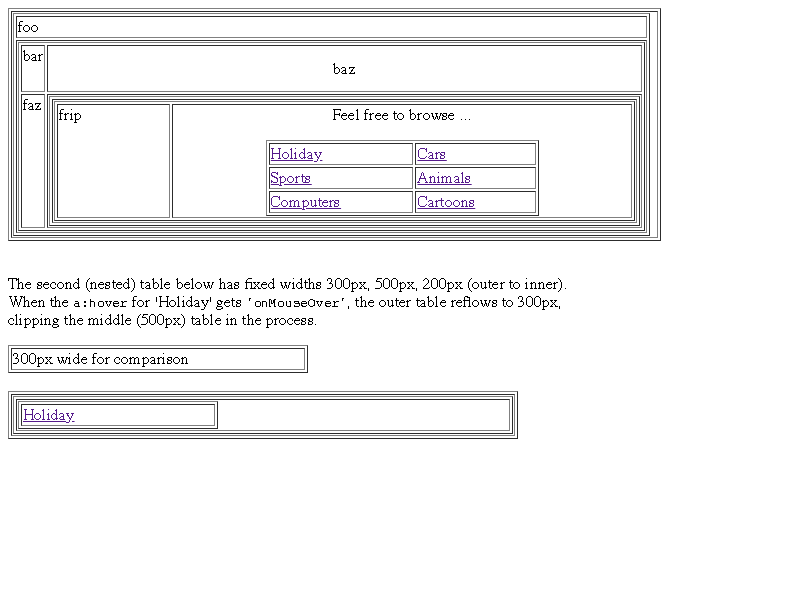 foo
bar
baz
faz
frip
Feel free to browse ...
Holiday Cars
Sports Animals
Computers Cartoons
The second (nested) table below has fixed widths 300px, 500px, 200px (outer to inner).
When the a:hover for 'Holiday' gets 'onMouseOver', the outer table reflows to 300px,
clipping the middle (500px) table in the process.
300px wide for comparison
Holiday